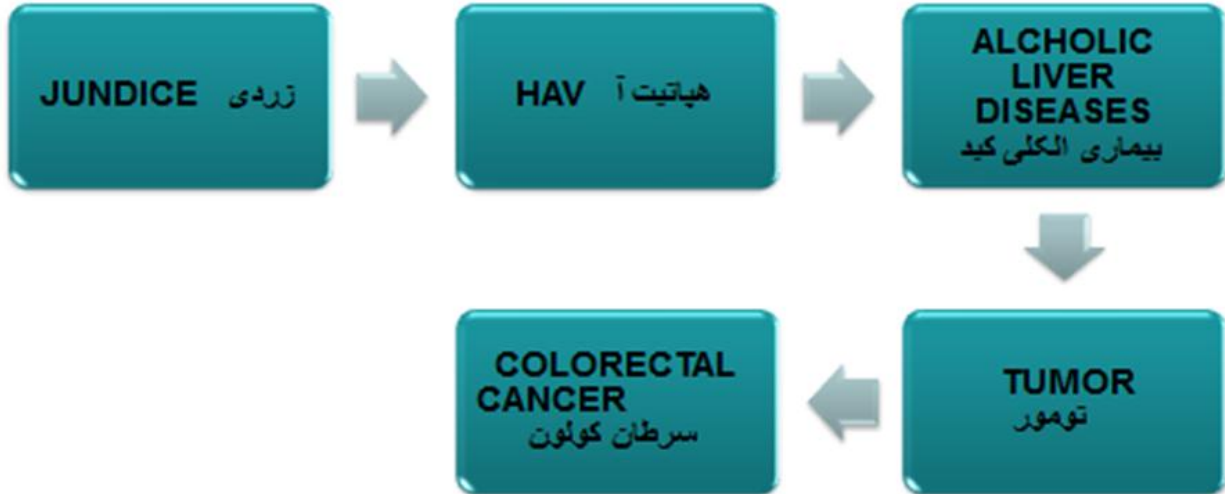 JUNDICE زردی
HAV هپاتیت آ
ALCHOLIC
LIVER
DISEASES
بیماری الکلی کبد
TUMOR
تومور
COLORECTAL
CANCER
سرطان کولون